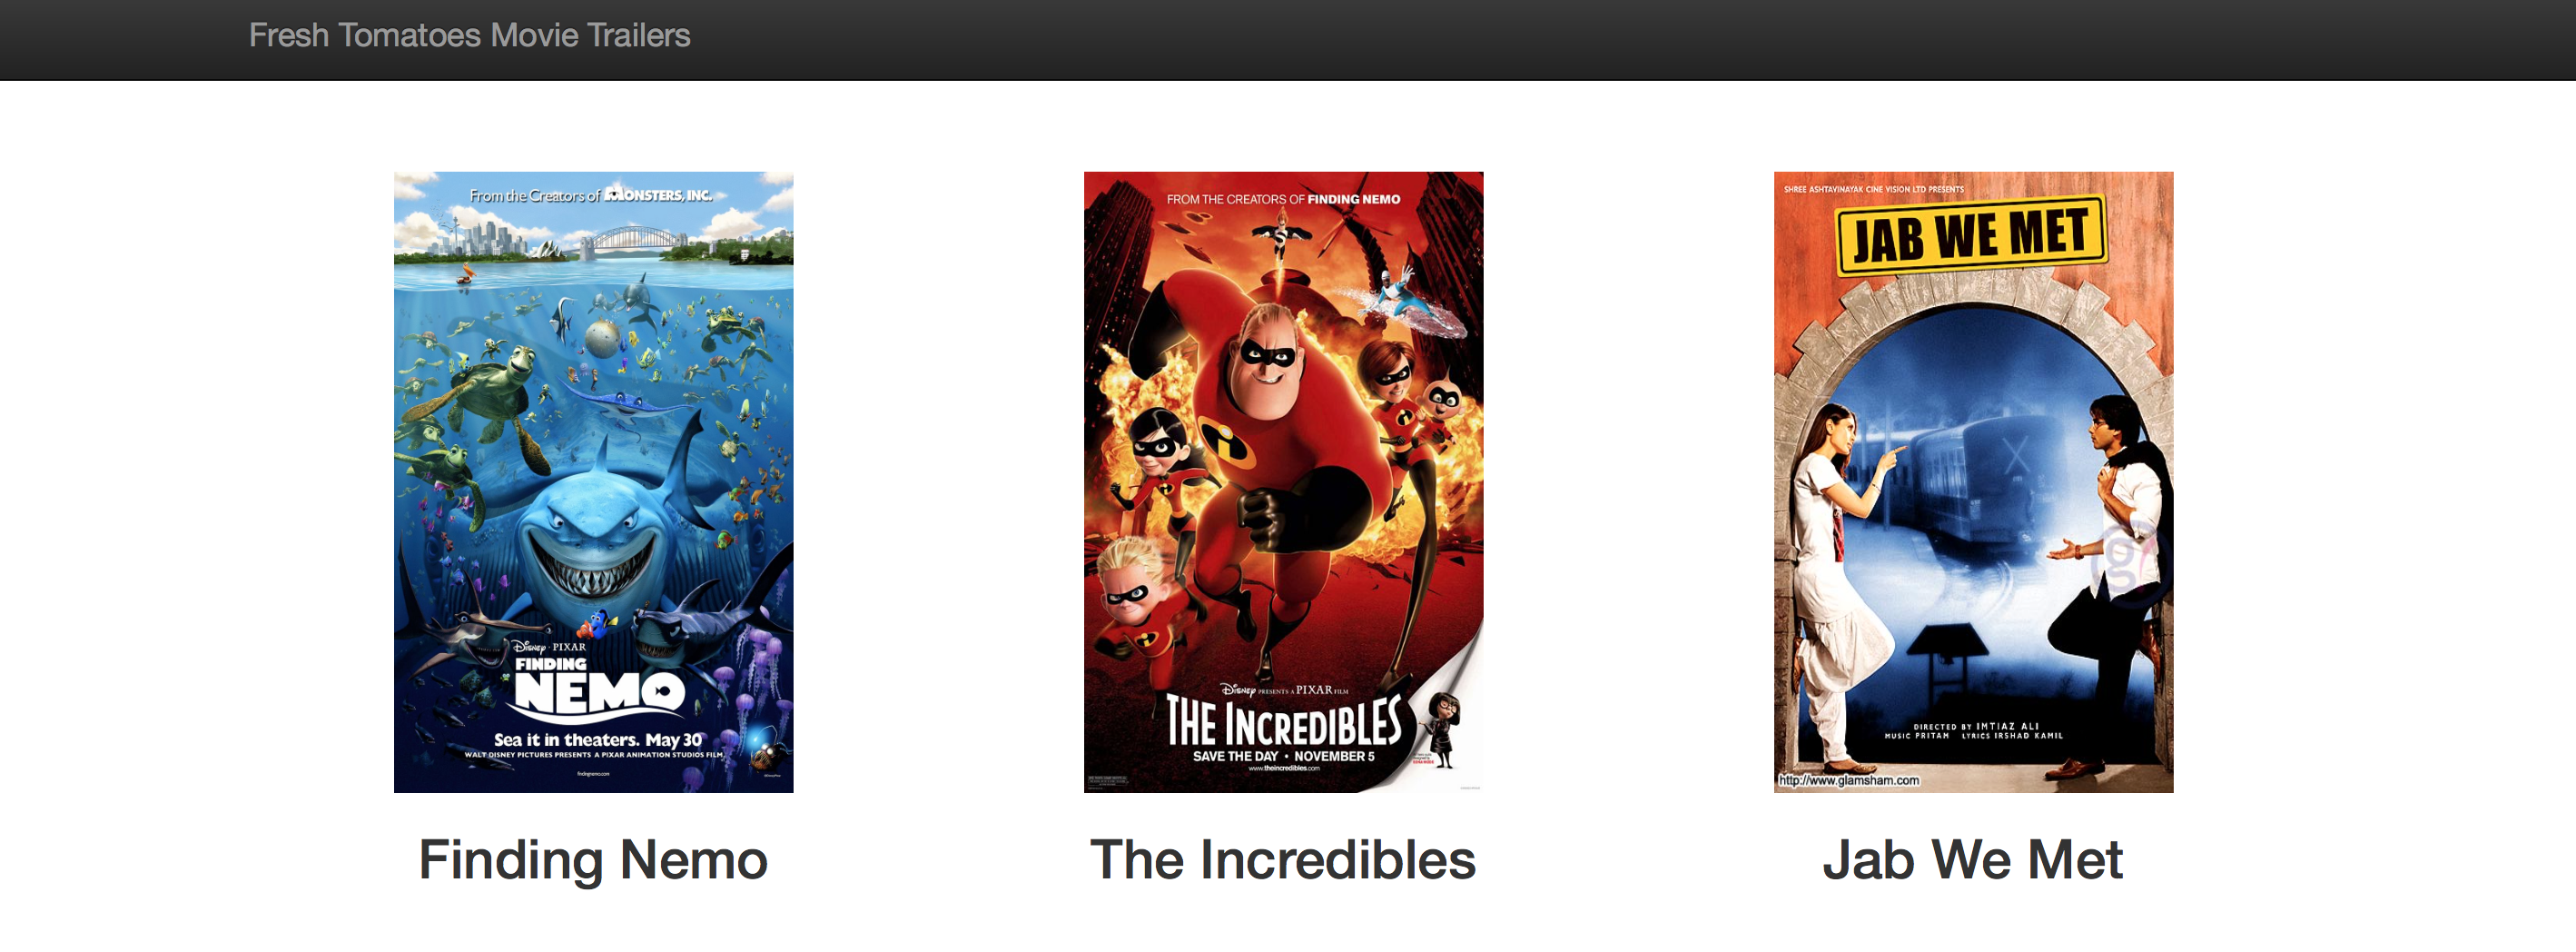 Fresh Tomatoes Movie Trailers
From the Creators of MONSTERS, INC.
Disney · PIXAR
FINDING
NEMO
Sea it in theaters. May 30
WALT DISNEY PICTURES PRESENTS A PIXAR ANIMATION STUDIOS FILM
findingnemo.com
Finding Nemo
FROM THE CREATORS OF FINDING NEMO
Disney PRESENTS A PIXAR FILM
THE INCREDIBLES
SAVE THE DAY • NOVEMBER 5
www.theincredibles.com
The Incredibles
SHREE ASHTAVINAYAK CINE VISION LTD PRESENTS
JAB WE MET
DIRECTED BY IMTIAZ ALI
MUSIC PRITAM LYRICS IRSHAD KAMIL
http://www.glamsham.com
Jab We Met